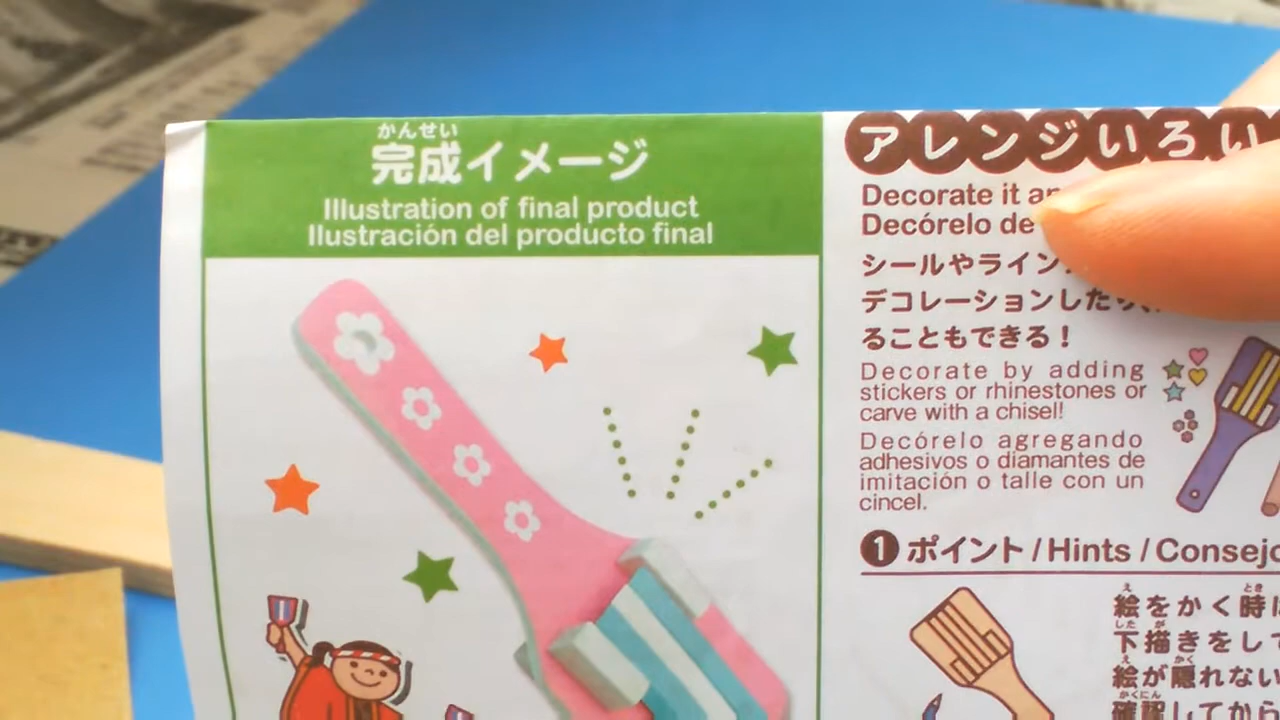 かんせい
完成イメージ
Illustration of final product
Ilustración del producto final
アレンジいろい
Decorate it
Decórelo de
シールやライン
デコレーションしたり、
ることもできる！
Decorate by adding
stickers or rhinestones or
carve with a chisel!
Decórelo agregando
adhesivos o diamantes de
imitación o talle con un
cincel.
1 ポイント / Hints / Consejo
え とき
絵をかく時に
した が
下描きをして
え かく
絵が隠れない
かくにん
確認してから